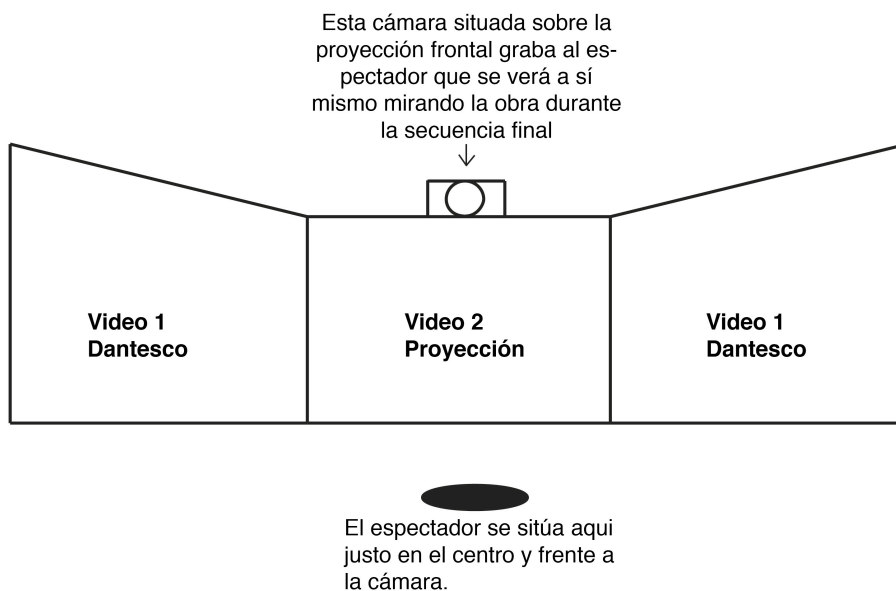 Esta cámara situada sobre la
proyección frontal graba al es-
pectador que se verá a sí
mismo mirando la obra durante
la secuencia final
Video 1
Dantesco
Video 2
Proyección
Video 1
Dantesco
El espectador se sitúa aqui
justo en el centro y frente a
la cámara.